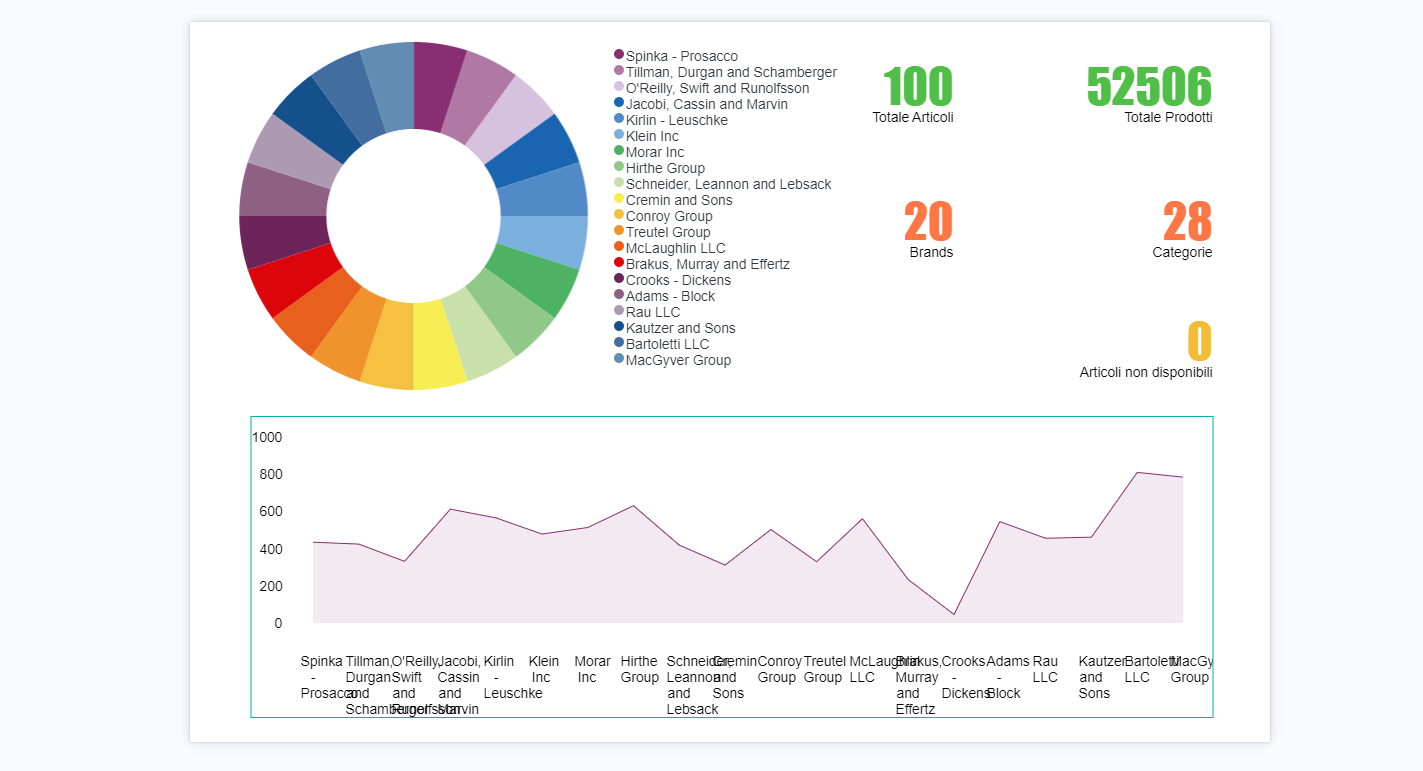 Spinka - Prosacco
Tillman, Durgan and Schamberger
O'Reilly, Swift and Runolfsson
Jacobi, Cassin and Marvin
Kirlin - Leuschke
Klein Inc
Morar Inc
Hirthe Group
Schneider, Leannon and Lebsack
Cremin and Sons
Conroy Group
Treutel Group
McLaughlin LLC
Brakus, Murray and Effertz
Crooks - Dickens
Adams - Block
Rau LLC
Kautzer and Sons
Bartoletti LLC
MacGyver Group
100
Totale Articoli
52506
Totale Prodotti
20
Brands
28
Categorie
0
Articoli non disponibili
1000
800
600
400
200
0
Spinka
-
Prosacco
Tillman,
Durgan
and
Schamberger
O'Reilly,
Swift
and
Runolfsson
Jacobi,
Cassin
and
Marvin
Kirlin
-
Leuschke
Klein
Inc
Morar
Inc
Hirthe
Group
Schneider,
Leannon
and
Lebsack
Cremin
and
Sons
Conroy
Group
Treutel
Group
McLaughlin
LLC
Brakus,
Murray
and
Effertz
Crooks
-
Dickens
Adams
-
Block
Rau
LLC
Kautzer
and
Sons
Bartoletti
LLC
MacGy
Group